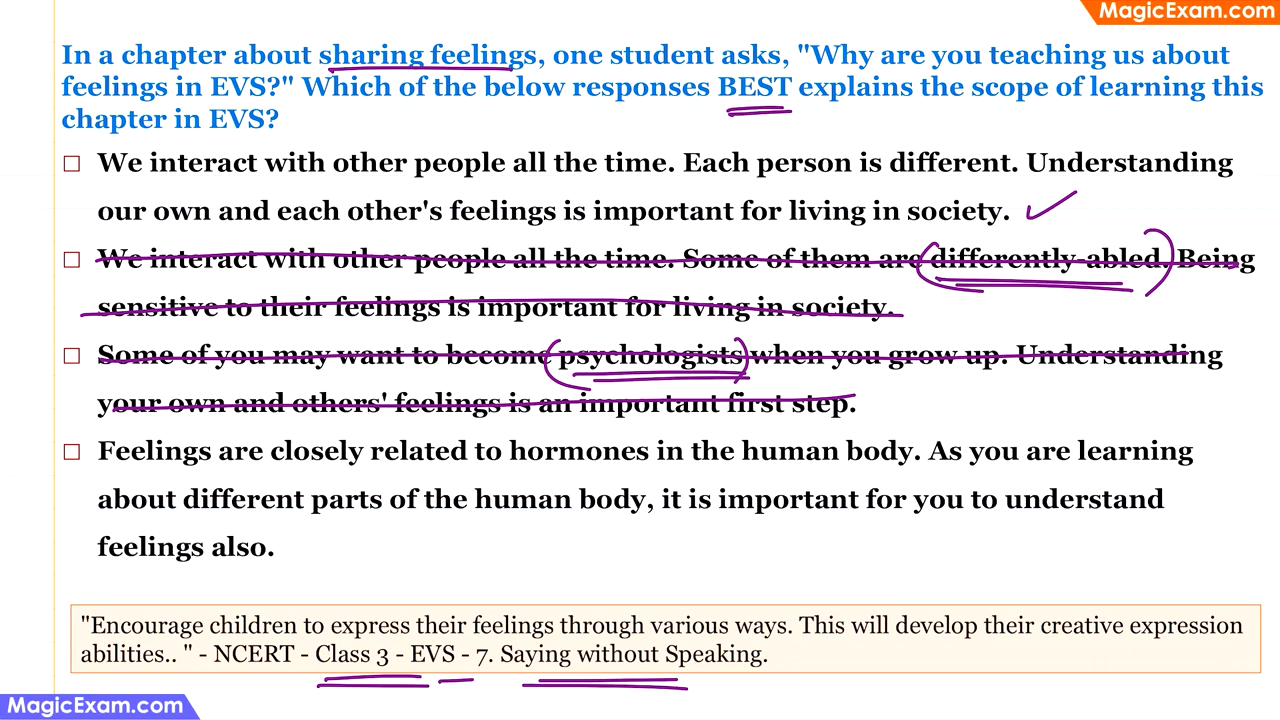 MagicExam.com
In a chapter about sharing feelings, one student asks, "Why are you teaching us about
feelings in EVS?" Which of the below responses BEST explains the scope of learning this
chapter in EVS?
We interact with other people all the time. Each person is different. Understanding
our own and each other's feelings is important for living in society.
We interact with other people all the time. Some of them are differently-abled. Being
sensitive to their feelings is important for living in society.
Some of you may want to become psychologists when you grow up. Understanding
your own and others' feelings is an important first step.
Feelings are closely related to hormones in the human body. As you are learning
about different parts of the human body, it is important for you to understand
feelings also.
"Encourage children to express their feelings through various ways. This will develop their creative expression
abilities.. " - NCERT - Class 3 - EVS - 7. Saying without Speaking.
MagicExam.com